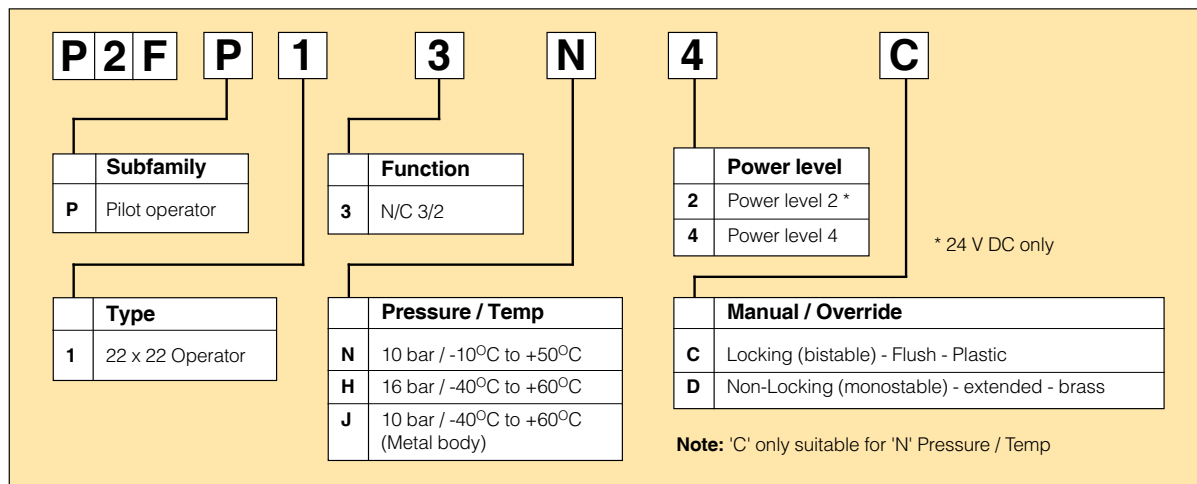 P2F P 1 3 N 4 C
Subfamily
P Pilot operator
Type
1 22 x 22 Operator
Function
3 N/C 3/2
Pressure / Temp
N 10 bar / -10°C to +50°C
H 16 bar / -40°C to +60°C
J 10 bar / -40°C to +60°C
(Metal body)
Power level
2 Power level 2 *
4 Power level 4
* 24 V DC only
Manual / Override
C Locking (bistable) - Flush - Plastic
D Non-Locking (monostable) - extended - brass
Note: 'C' only suitable for 'N' Pressure / Temp